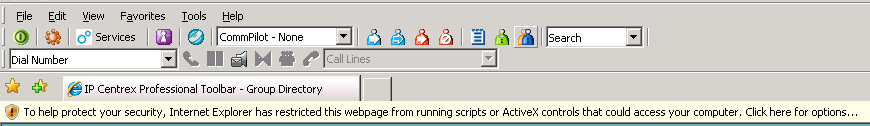 File Edit View Favorites Tools Help
Services CommPilot - None Search
Dial Number Call Lines
IP Centrex Professional Toolbar - Group Directory
To help protect your security, Internet Explorer has restricted this webpage from running scripts or ActiveX controls that could access your computer. Click here for options...